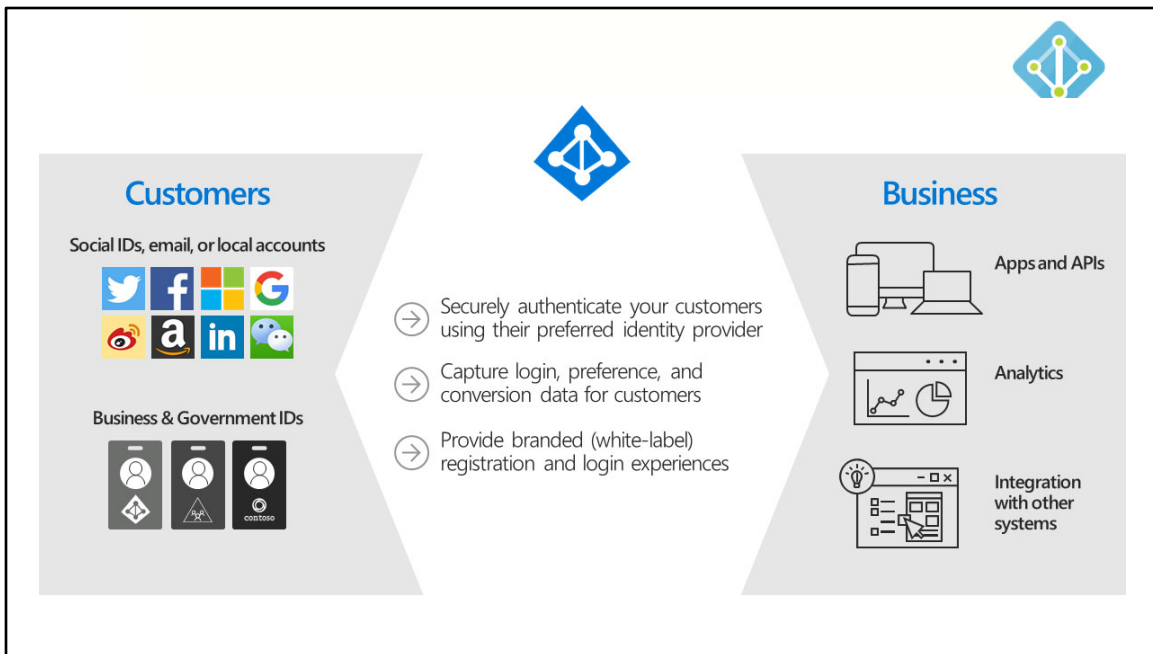 Customers
Social IDs, email, or local accounts
a
in
Business & Government IDs
contoso
Securely authenticate your customers
using their preferred identity provider
Capture login, preference, and
conversion data for customers
Provide branded (white-label)
registration and login experiences
Business
Apps and APIs
Analytics
Integration
with other
systems